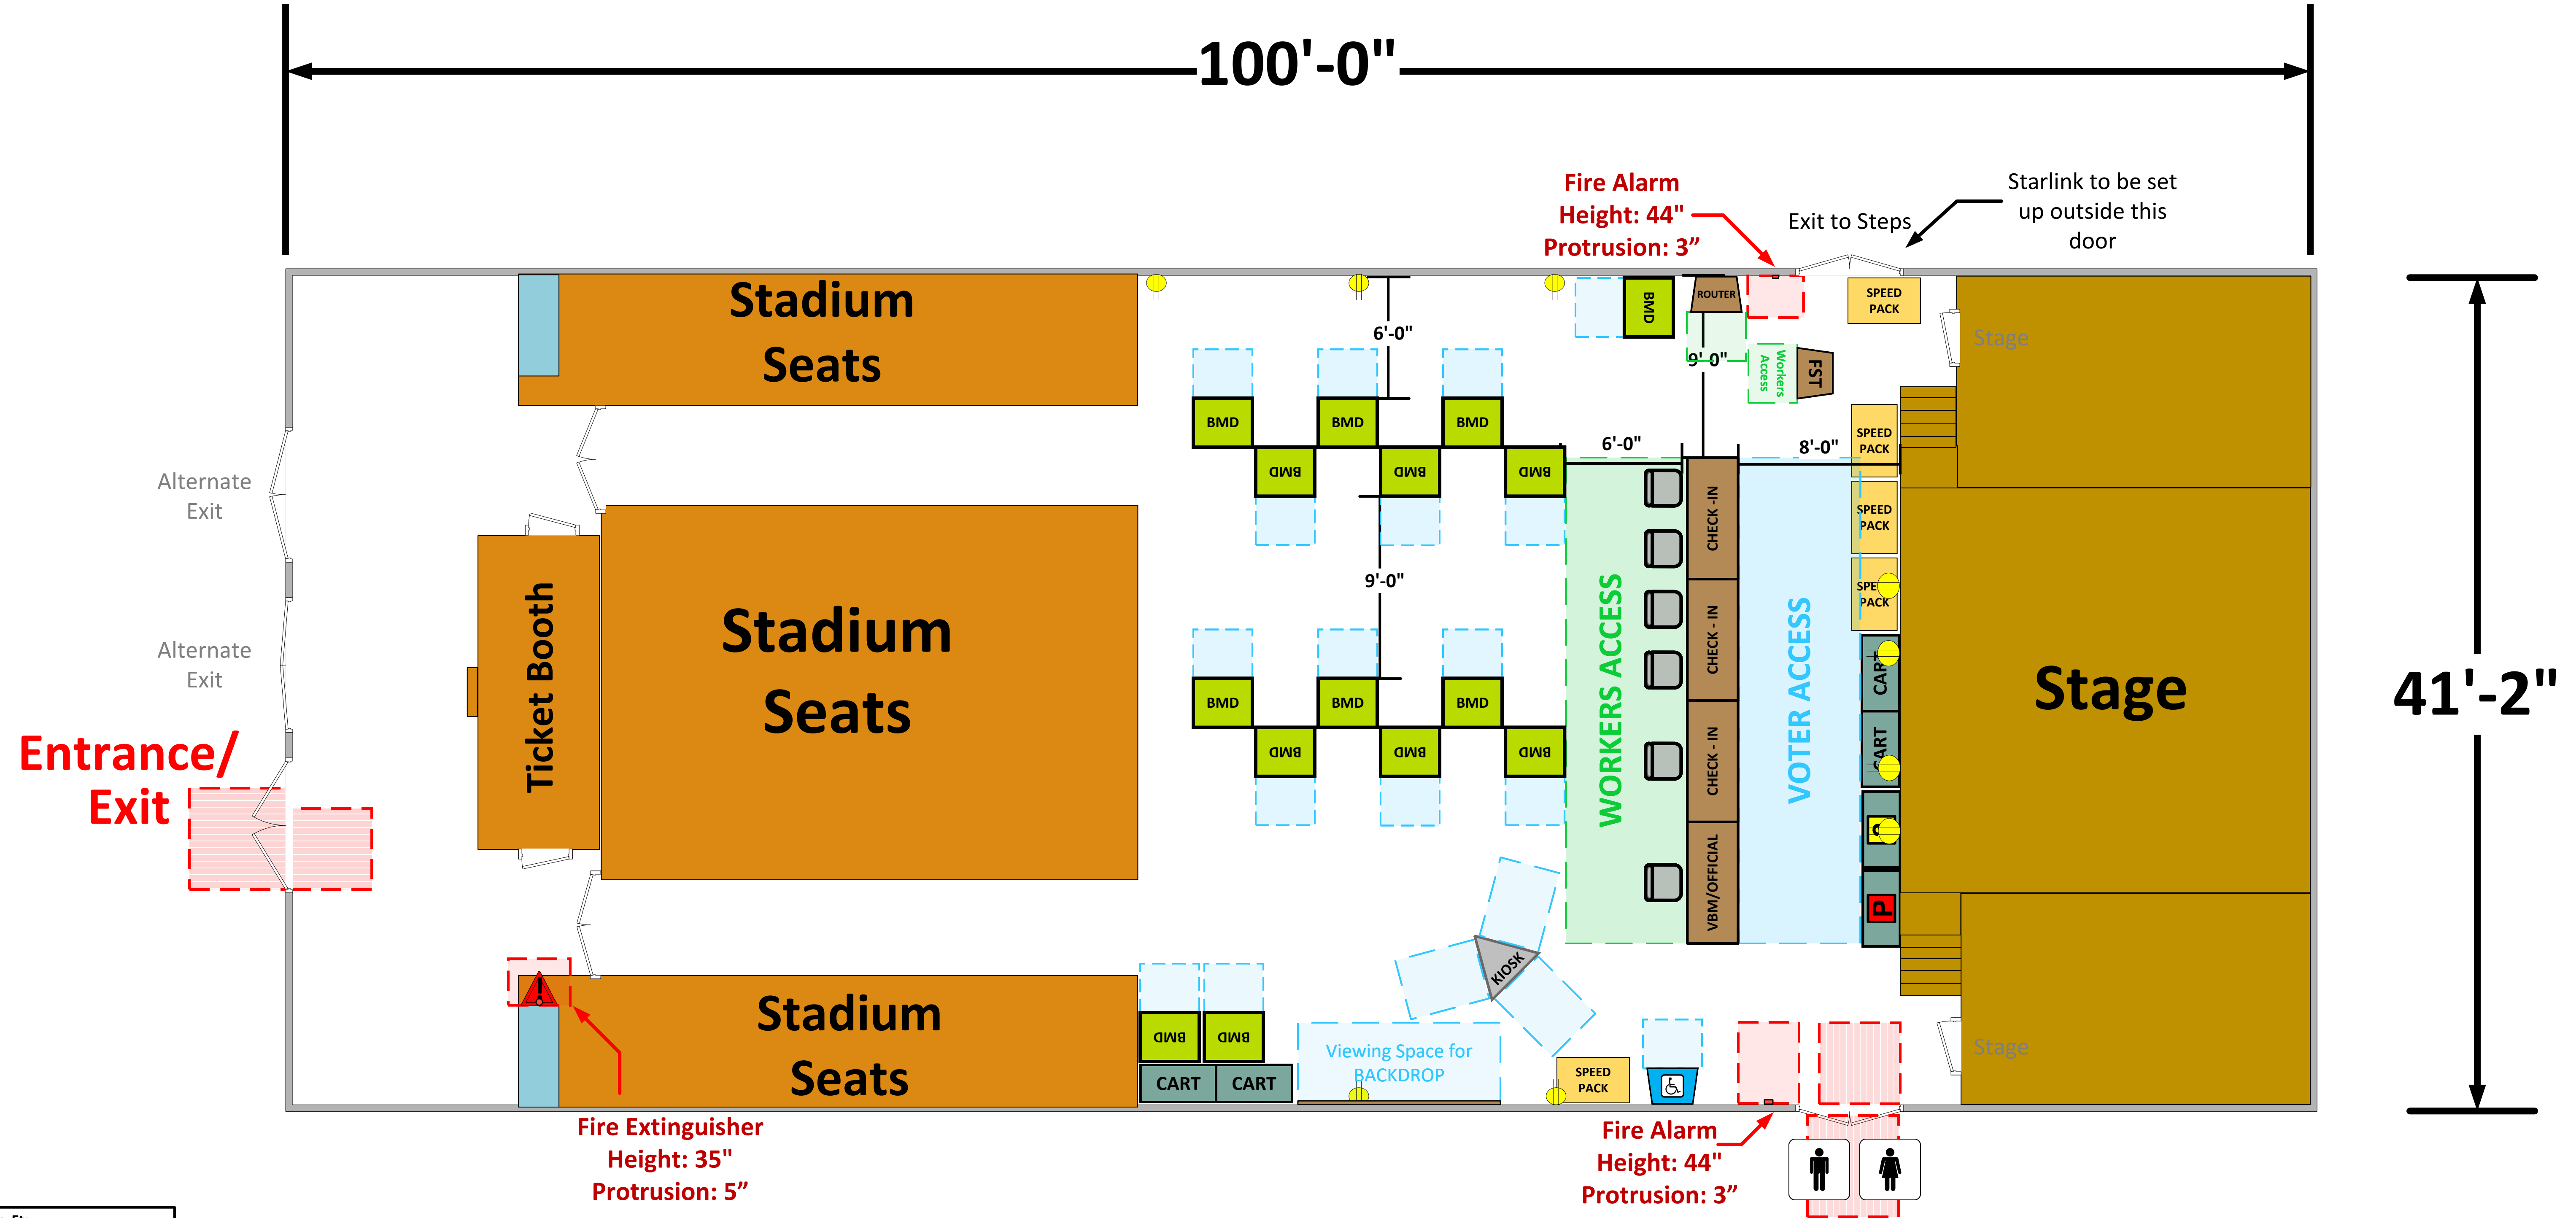 100'-0"
Fire Alarm
Height: 44"
Protrusion: 3”
Exit to Steps
Starlink to be set
up outside this
door
Stadium
Seats
6'-0"
BMD
ROUTER
SPEED
PACK
Stage
9'-0"
Workers
Access
FST
BMD
BMD
BMD
BMD
BMD
BMD
6'-0"
8'-0"
SPEED
PACK
SPEED
PACK
SPEED
PACK
Alternate
Exit
Alternate
Exit
Entrance/
Exit
Ticket Booth
Stadium
Seats
9'-0"
BMD
BMD
BMD
BMD
BMD
BMD
WORKERS ACCESS
CHECK -IN
CHECK - IN
CHECK - IN
VBM/OFFICIAL
VOTER ACCESS
CART
CART
P
Stage
41'-2"
KIOSK
Stadium
Seats
BMD
BMD
CART
CART
Viewing Space for
BACKDROP
SPEED
PACK
Stage
Fire Extinguisher
Height: 35"
Protrusion: 5”
Fire Alarm
Height: 44"
Protrusion: 3”